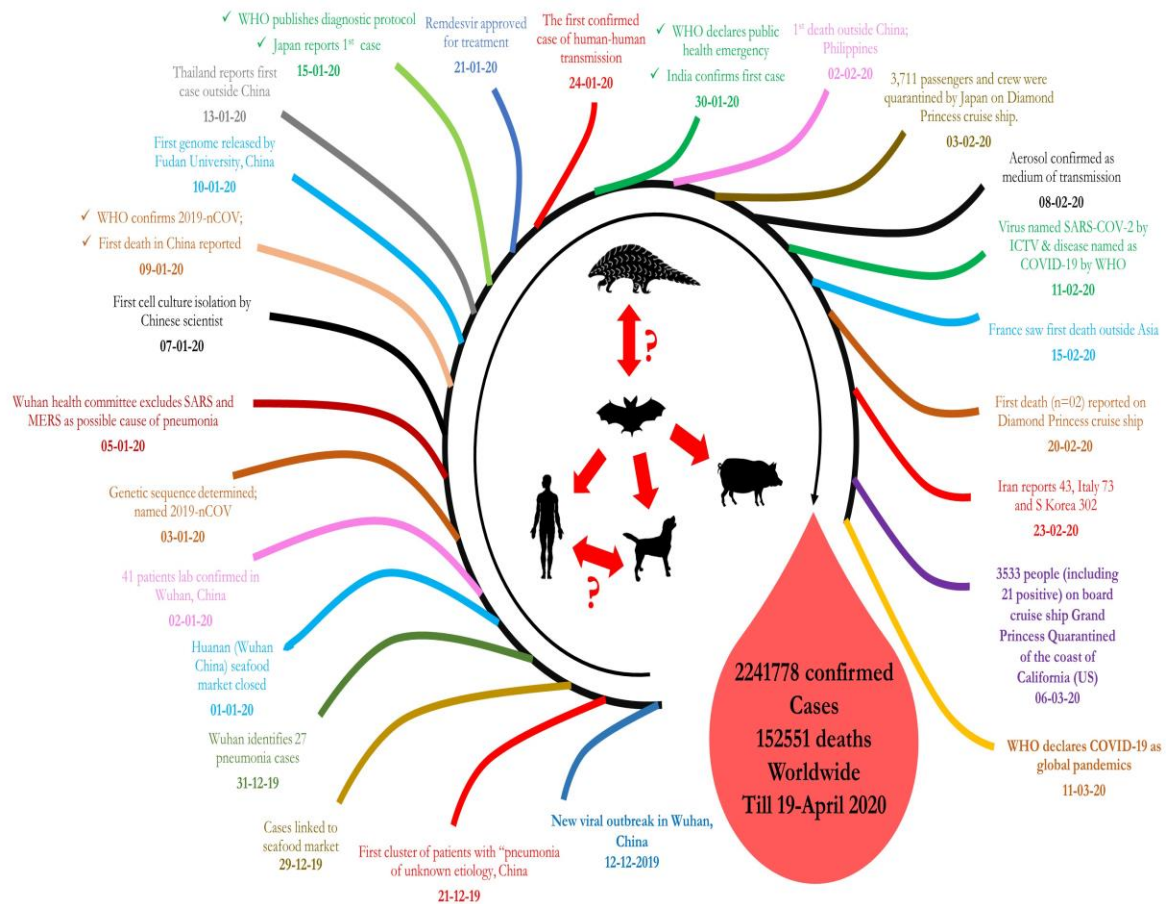 New viral outbreak in Wuhan,
China
12-12-2019
First cluster of patients with “pneumonia
of unknown etiology, China
21-12-19
Cases linked to
seafood market
29-12-19
Wuhan identifies 27
pneumonia cases
31-12-19
Huanan (Wuhan
China) seafood
market closed
01-01-20
41 patients lab confirmed in
Wuhan, China
02-01-20
Genetic sequence determined;
named 2019-nCOV
03-01-20
Wuhan health committee excludes SARS and
MERS as possible cause of pneumonia
05-01-20
First cell culture isolation by
Chinese scientist
07-01-20
✓ WHO confirms 2019-nCOV;
✓ First death in China reported
09-01-20
First genome released by
Fudan University, China
10-01-20
Thailand reports first
case outside China
13-01-20
✓ WHO publishes diagnostic protocol
✓ Japan reports 1st case
15-01-20
Remdesvir approved
for treatment
21-01-20
The first confirmed
case of human-human
transmission
24-01-20
✓ WHO declares public
health emergency
✓ India confirms first case
30-01-20
1st death outside China;
Philippines
02-02-20
3,711 passengers and crew were
quarantined by Japan on Diamond
Princess cruise ship.
03-02-20
Aerosol confirmed as
medium of transmission
08-02-20
Virus named SARS-COV-2 by
ICTV & disease named as
COVID-19 by WHO
11-02-20
France saw first death outside Asia
15-02-20
First death (n=02) reported on
Diamond Princess cruise ship
20-02-20
Iran reports 43, Italy 73
and S Korea 302
23-02-20
3533 people (including
21 positive) on board
cruise ship Grand
Princess Quarantined
of the coast of
California (US)
06-03-20
WHO declares COVID-19 as
global pandemics
11-03-20
?
?
2241778 confirmed
Cases
152551 deaths
Worldwide
Till 19-April 2020